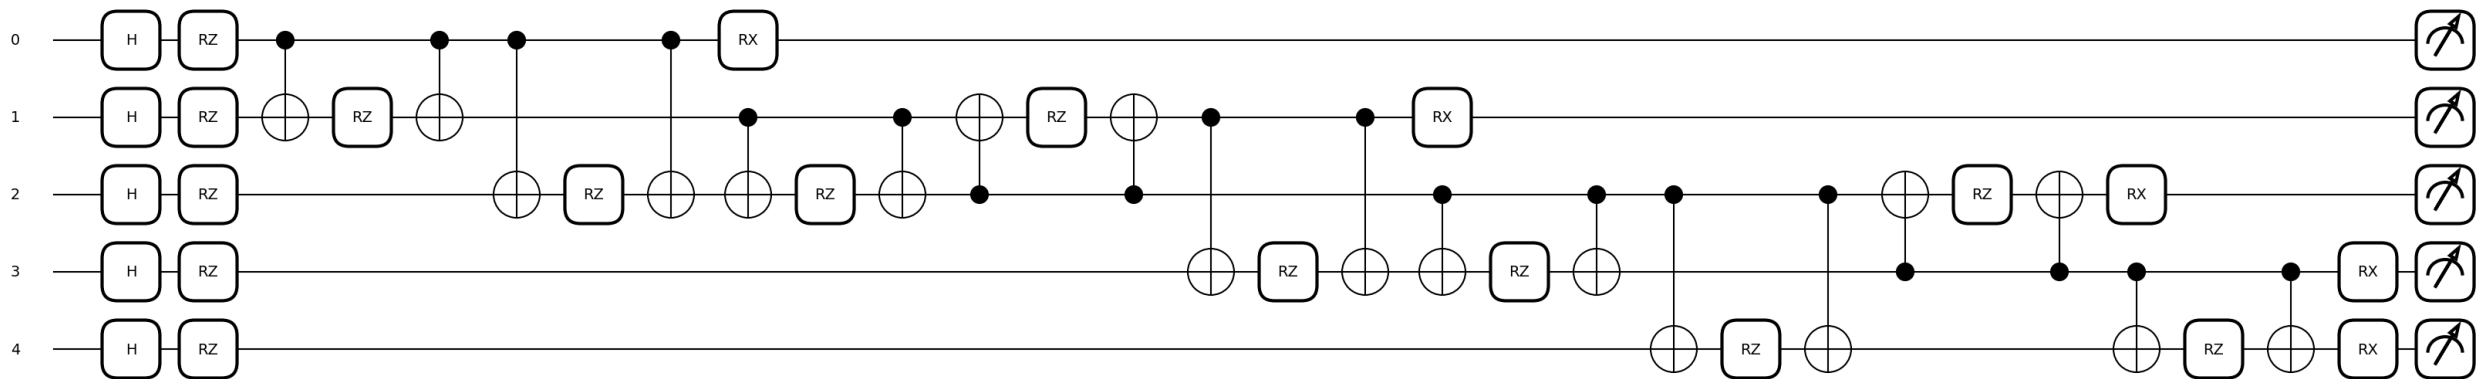 0 H RZ RX
1 H RZ RZ RZ RX
2 H RZ RZ RZ RZ RX
3 H RZ RZ RZ RX
4 H RZ RZ RZ RX